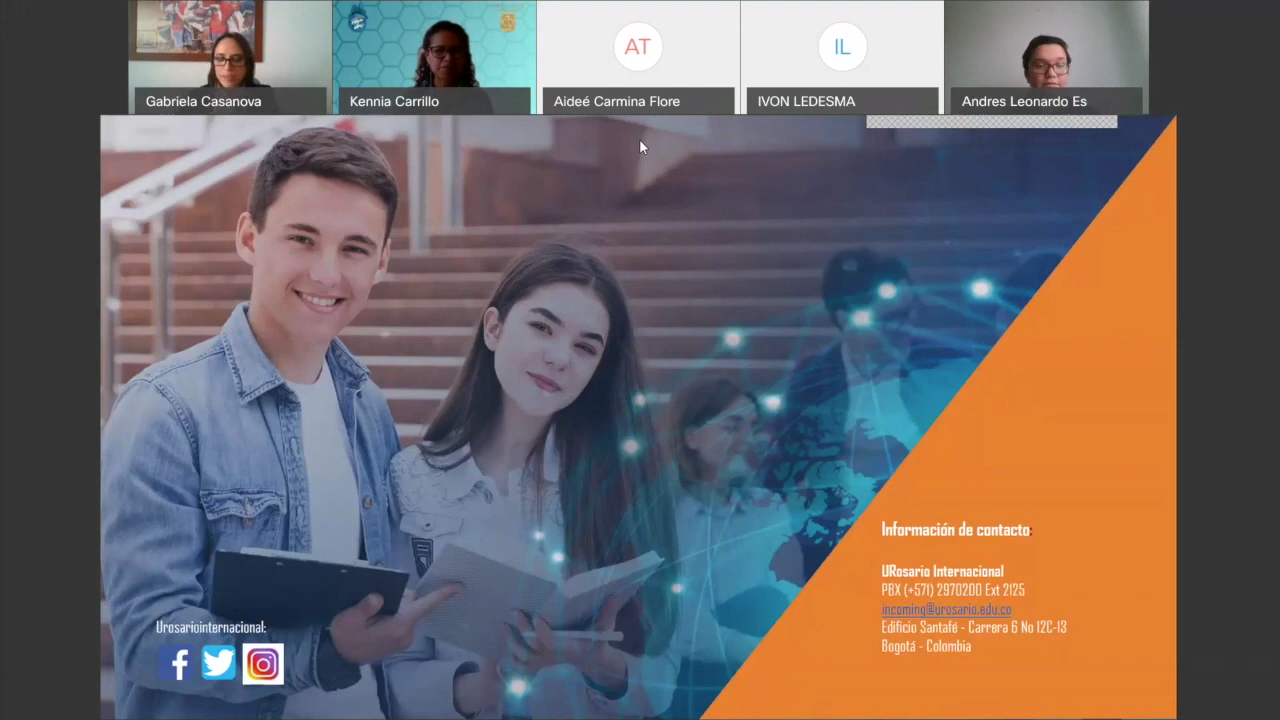 Gabriela Casanova
Kennia Carrillo
AT
Aideé Carmina Flore
IL
IVON LEDESMA
Andres Leonardo Es
Información de contacto:
URosario Internacional
PBX (+571) 2970200 Ext 2125
incoming@urosario.edu.co
Edificio Santafé - Carrera 6 No 12C-13
Bogotá - Colombia
Urosariointernacional: